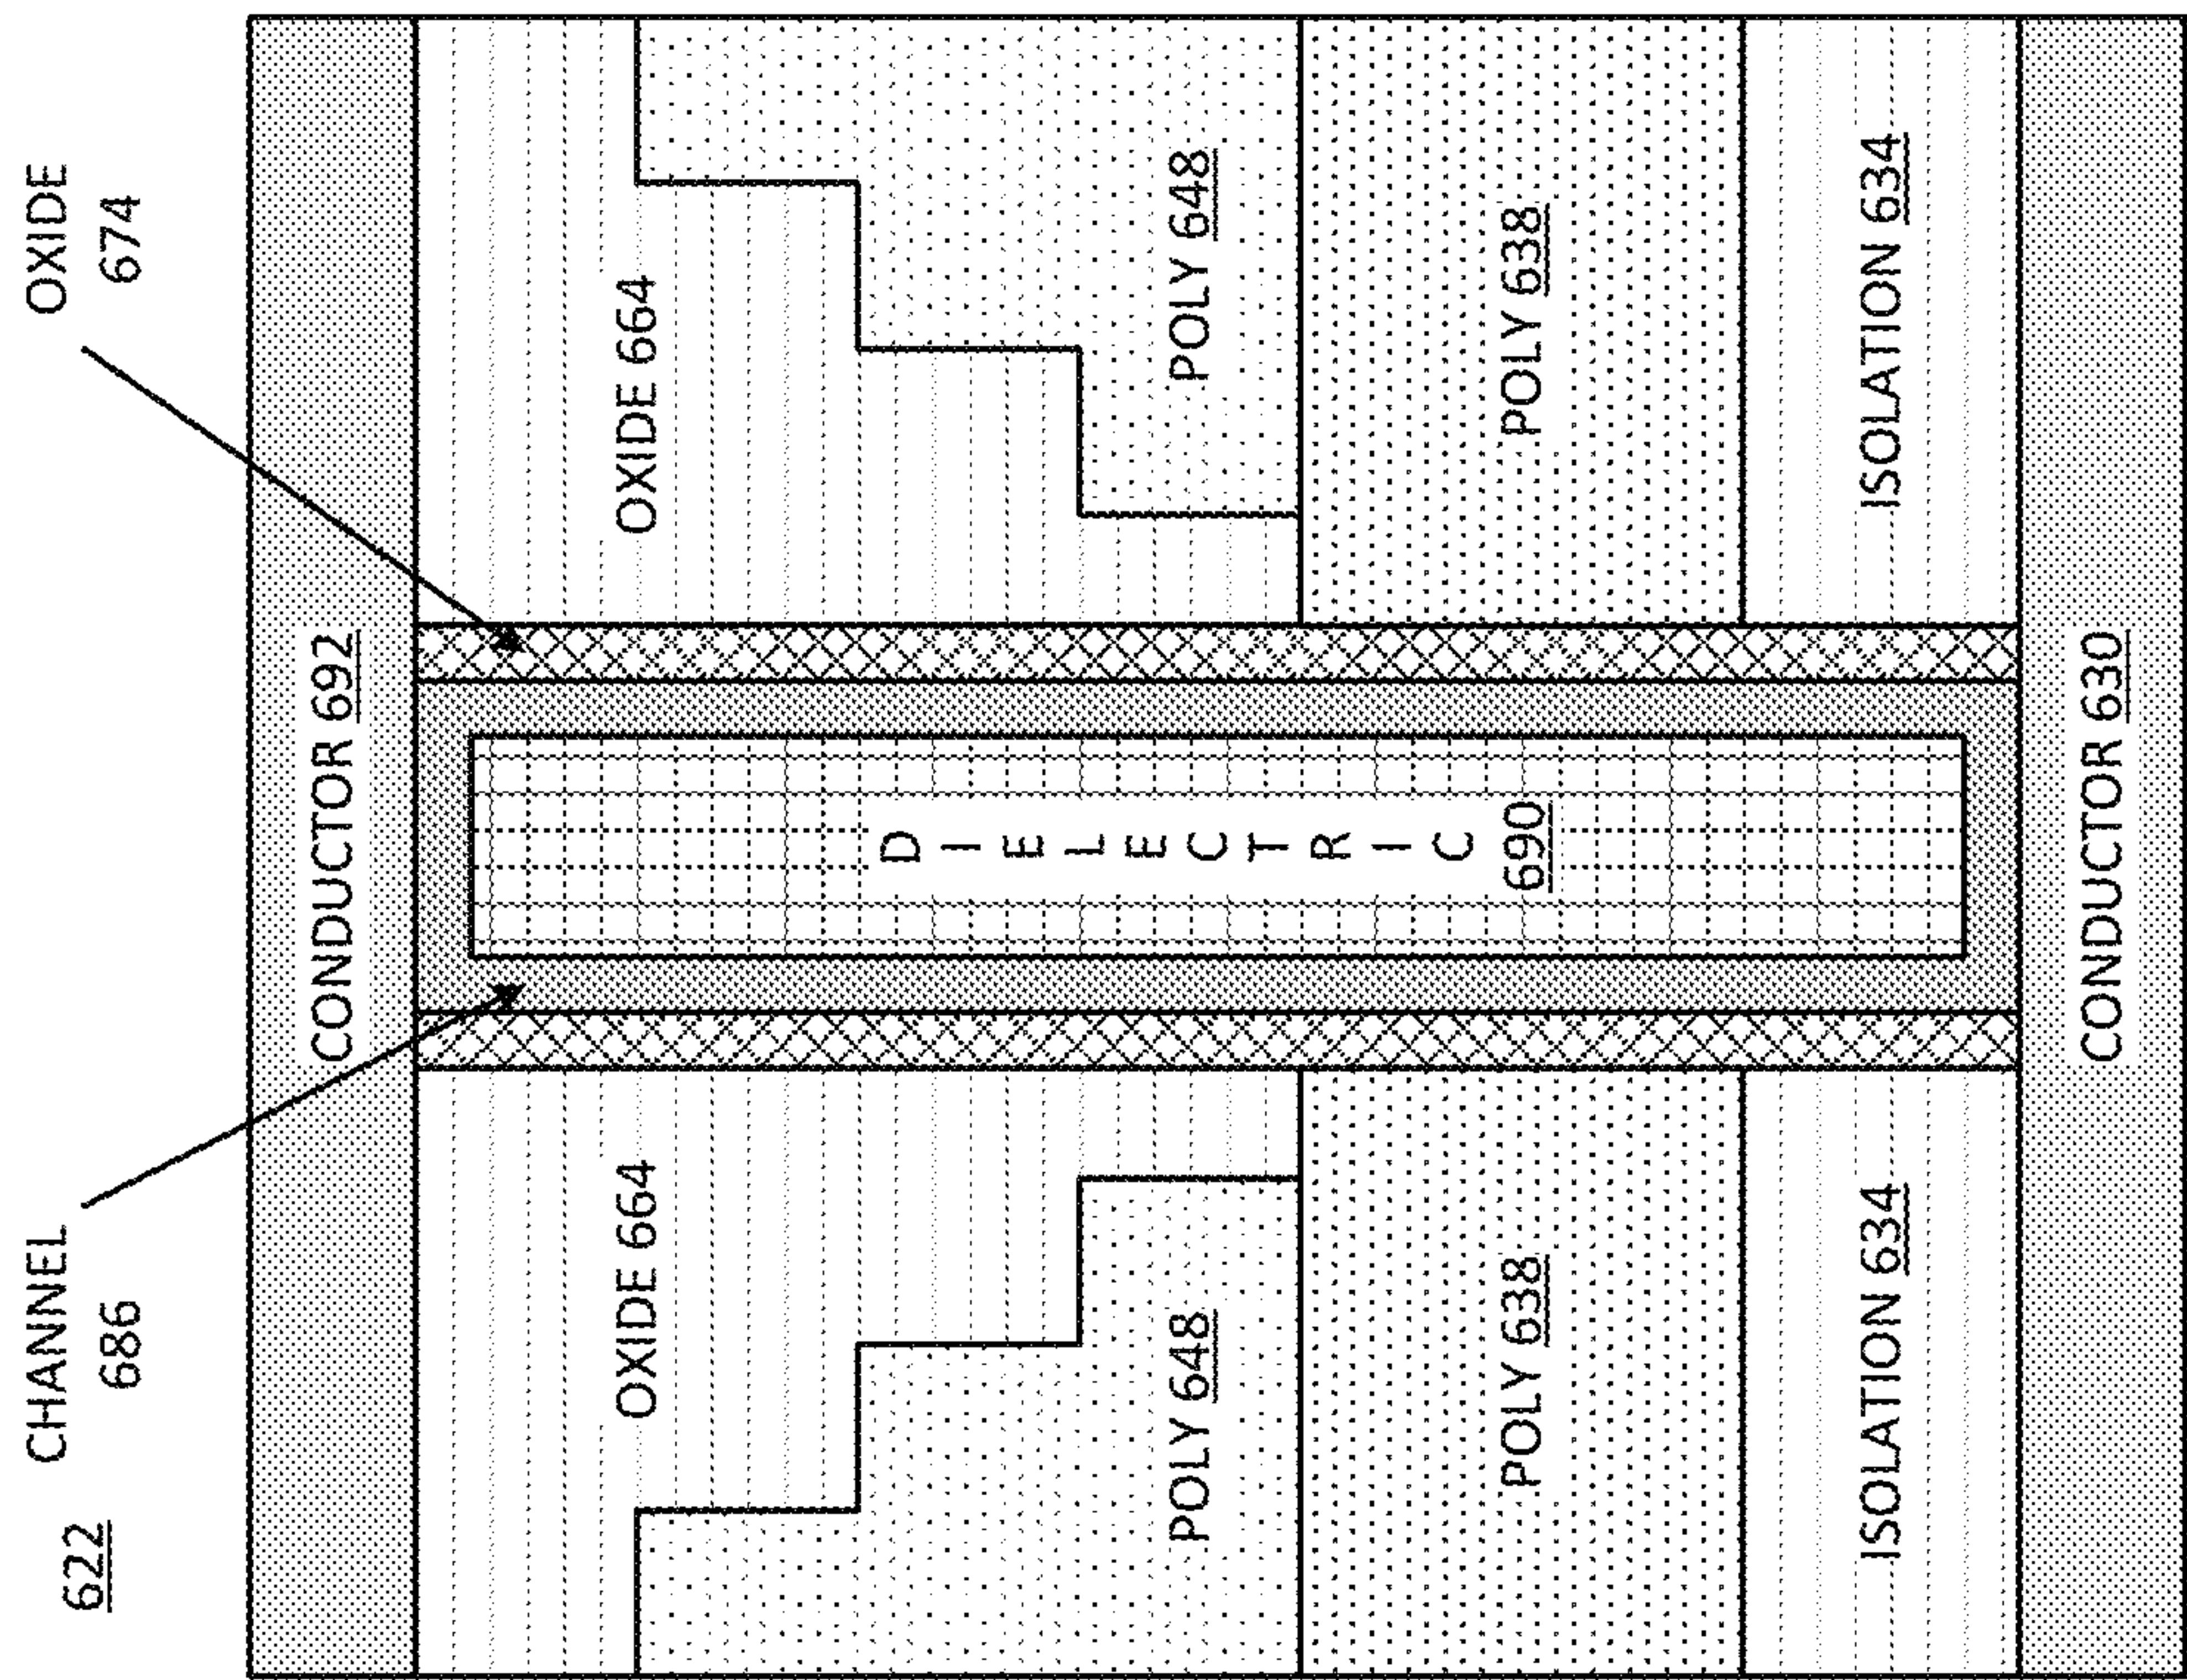 622
CHANNEL
686
OXIDE
674
CONDUCTOR 692
OXIDE 664
OXIDE 664
D
I
E
L
E
C
T
R
I
C
690
POLY 648
POLY 648
POLY 638
POLY 638
ISOLATION 634
ISOLATION 634
CONDUCTOR 630